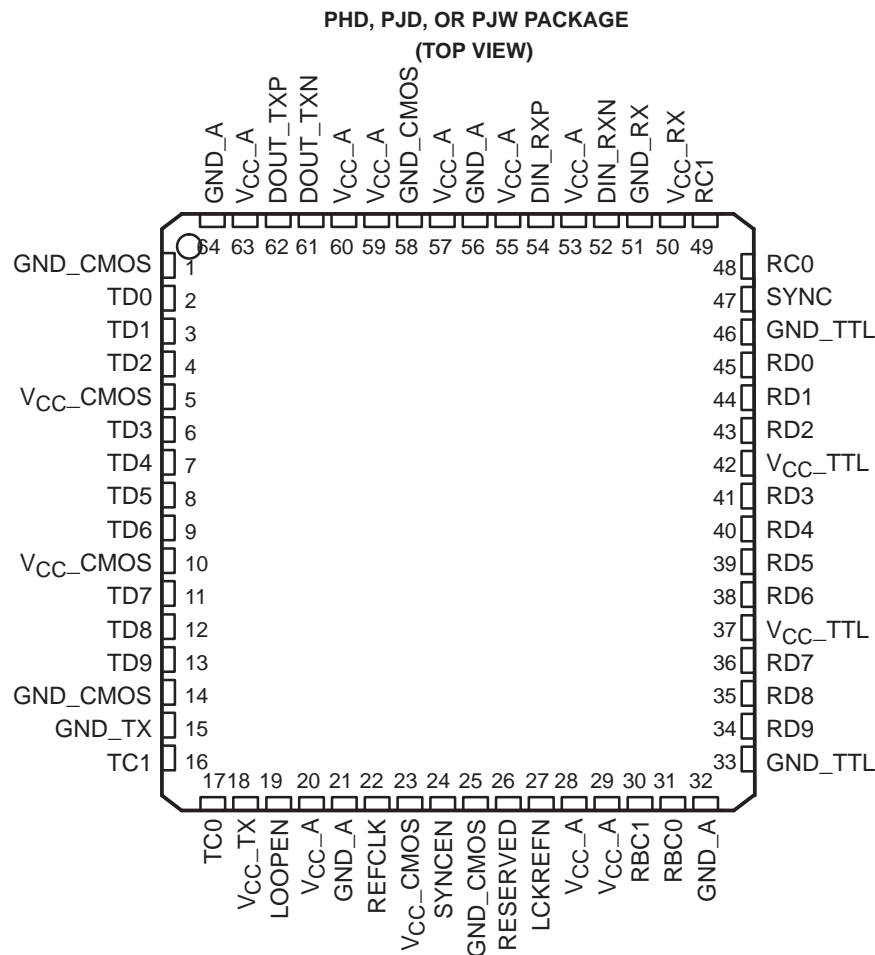 PHD, PJD, OR PJW PACKAGE
(TOP VIEW)
GND_A
VCC_A
DOUT_TXP
DOUT_TXN
VCC_A
VCC_A
GND_CMOS
VCC_A
GND_A
VCC_A
DIN_RXP
VCC_A
DIN_RXN
GND_RX
VCC_RX
RC1
64 63 62 61 60 59 58 57 56 55 54 53 52 51 50 49
GND_CMOS 1
TD0 2
TD1 3
TD2 4
VCC_CMOS 5
TD3 6
TD4 7
TD5 8
TD6 9
VCC_CMOS 10
TD7 11
TD8 12
TD9 13
GND_CMOS 14
GND_TX 15
TC1 16
48 RC0
47 SYNC
46 GND_TTL
45 RD0
44 RD1
43 RD2
42 VCC_TTL
41 RD3
40 RD4
39 RD5
38 RD6
37 VCC_TTL
36 RD7
35 RD8
34 RD9
33 GND_TTL
17 18 19 20 21 22 23 24 25 26 27 28 29 30 31 32
TC0
VCC_TX
LOOPEN
VCC_A
GND_A
REFCLK
VCC_CMOS
SYNCEN
GND_CMOS
RESERVED
LCKREFN
VCC_A
VCC_A
RBC1
RBC0
GND_A